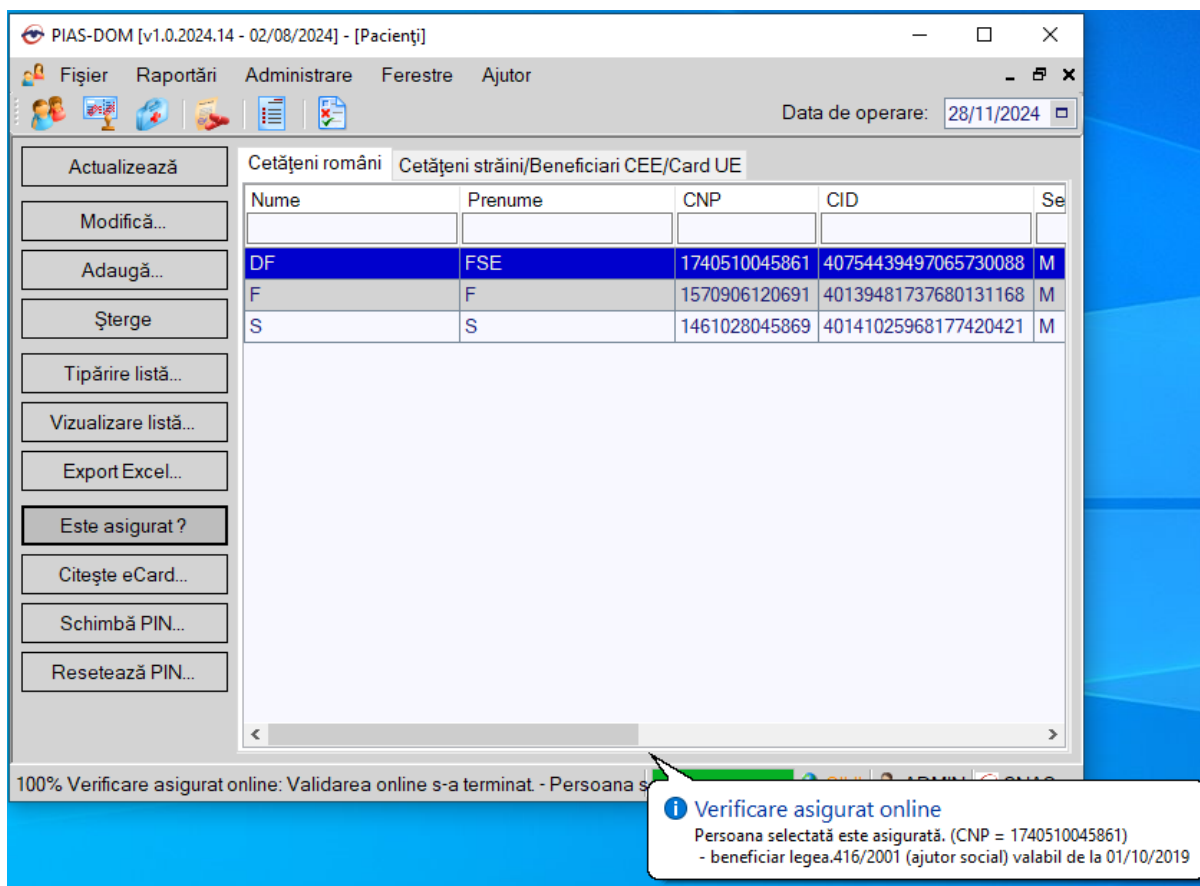 PIAS-DOM [v1.0.2024.14 - 02/08/2024] - [Pacienţi]
Fişier Raportări Administrare Ferestre Ajutor
Data de operare: 28/11/2024
Actualizează
Modifică...
Adaugă...
Şterge
Tipărire listă...
Vizualizare listă...
Export Excel...
Este asigurat ?
Citeşte eCard...
Schimbă PIN...
Resetează PIN...
Cetăţeni români Cetăţeni străini/Beneficiari CEE/Card UE
Nume Prenume CNP CID Se
DF FSE 1740510045861 40754439497065730088 M
F F 1570906120691 40139481737680131168 M
S S 1461028045869 40141025968177420421 M
100% Verificare asigurat online: Validarea online s-a terminat. - Persoana s
Verificare asigurat online
Persoana selectată este asigurată. (CNP = 1740510045861)
- beneficiar legea.416/2001 (ajutor social) valabil de la 01/10/2019